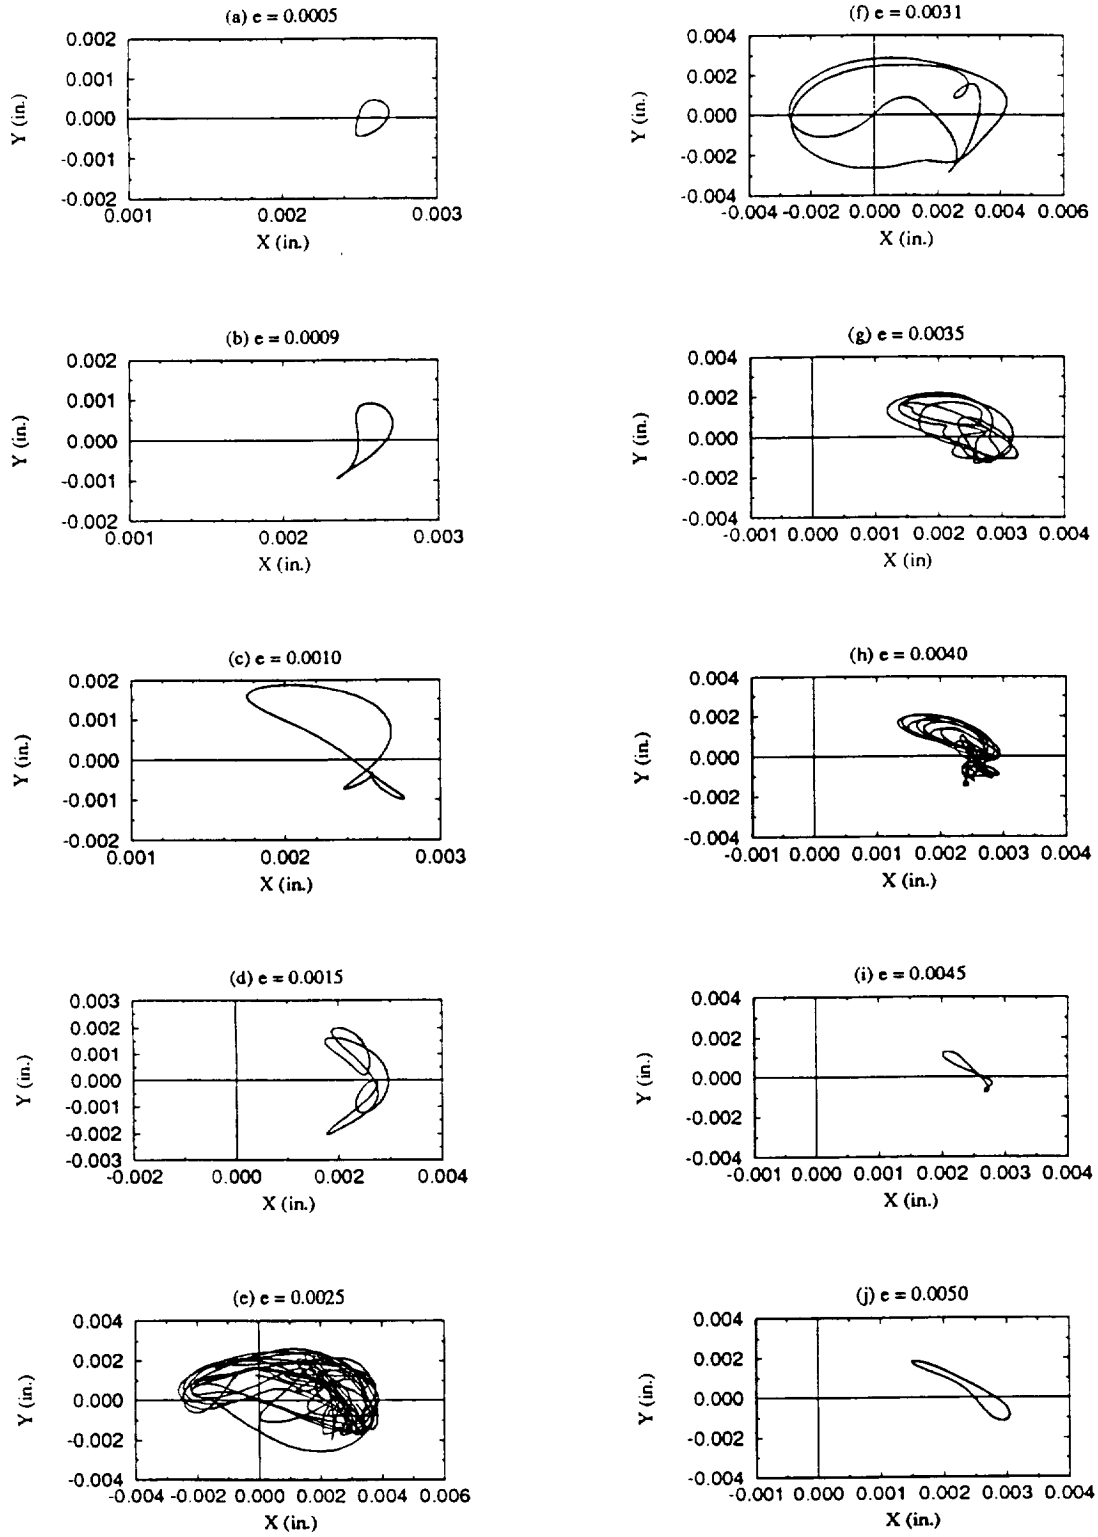 (a) e = 0.0005
0.002
0.001
0.000
-0.001
-0.002
Y (in.)
0.001 0.002 0.003
X (in.)
(b) e = 0.0009
0.002
0.001
0.000
-0.001
-0.002
Y (in.)
0.001 0.002 0.003
X (in.)
(c) e = 0.0010
0.002
0.001
0.000
-0.001
-0.002
Y (in.)
0.001 0.002 0.003
X (in.)
(d) e = 0.0015
0.003
0.002
0.001
0.000
-0.001
-0.002
-0.003
Y (in.)
-0.002 0.000 0.002 0.004
X (in.)
(e) e = 0.0025
0.004
0.002
0.000
-0.002
-0.004
Y (in.)
-0.004 -0.002 0.000 0.002 0.004 0.006
X (in.)
(f) e = 0.0031
0.004
0.002
0.000
-0.002
-0.004
Y (in.)
-0.004 -0.002 0.000 0.002 0.004 0.006
X (in.)
(g) e = 0.0035
0.004
0.002
0.000
-0.002
-0.004
Y (in.)
-0.001 0.000 0.001 0.002 0.003 0.004
X (in)
(h) e = 0.0040
0.004
0.002
0.000
-0.002
-0.004
Y (in.)
-0.001 0.000 0.001 0.002 0.003 0.004
X (in.)
(i) e = 0.0045
0.004
0.002
0.000
-0.002
-0.004
Y (in.)
-0.001 0.000 0.001 0.002 0.003 0.004
X (in.)
(j) e = 0.0050
0.004
0.002
0.000
-0.002
-0.004
Y (in.)
-0.001 0.000 0.001 0.002 0.003 0.004
X (in.)